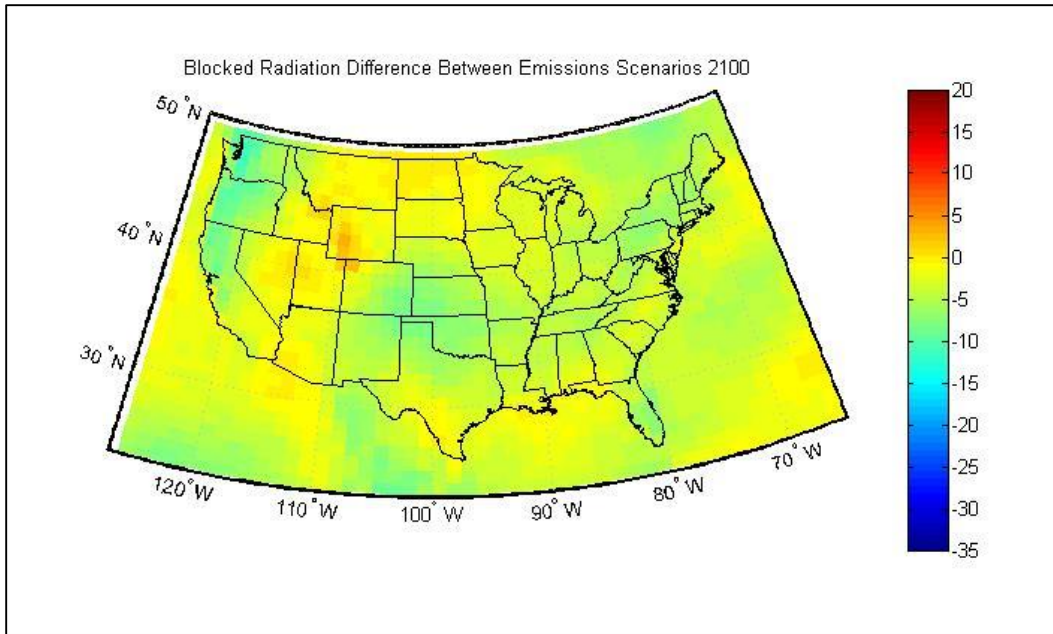 Blocked Radiation Difference Between Emissions Scenarios 2100
50°N
40°N
30°N
120°W
110°W
100°W
90°W
80°W
70°W
20
15
10
5
0
-5
-10
-15
-20
-25
-30
-35